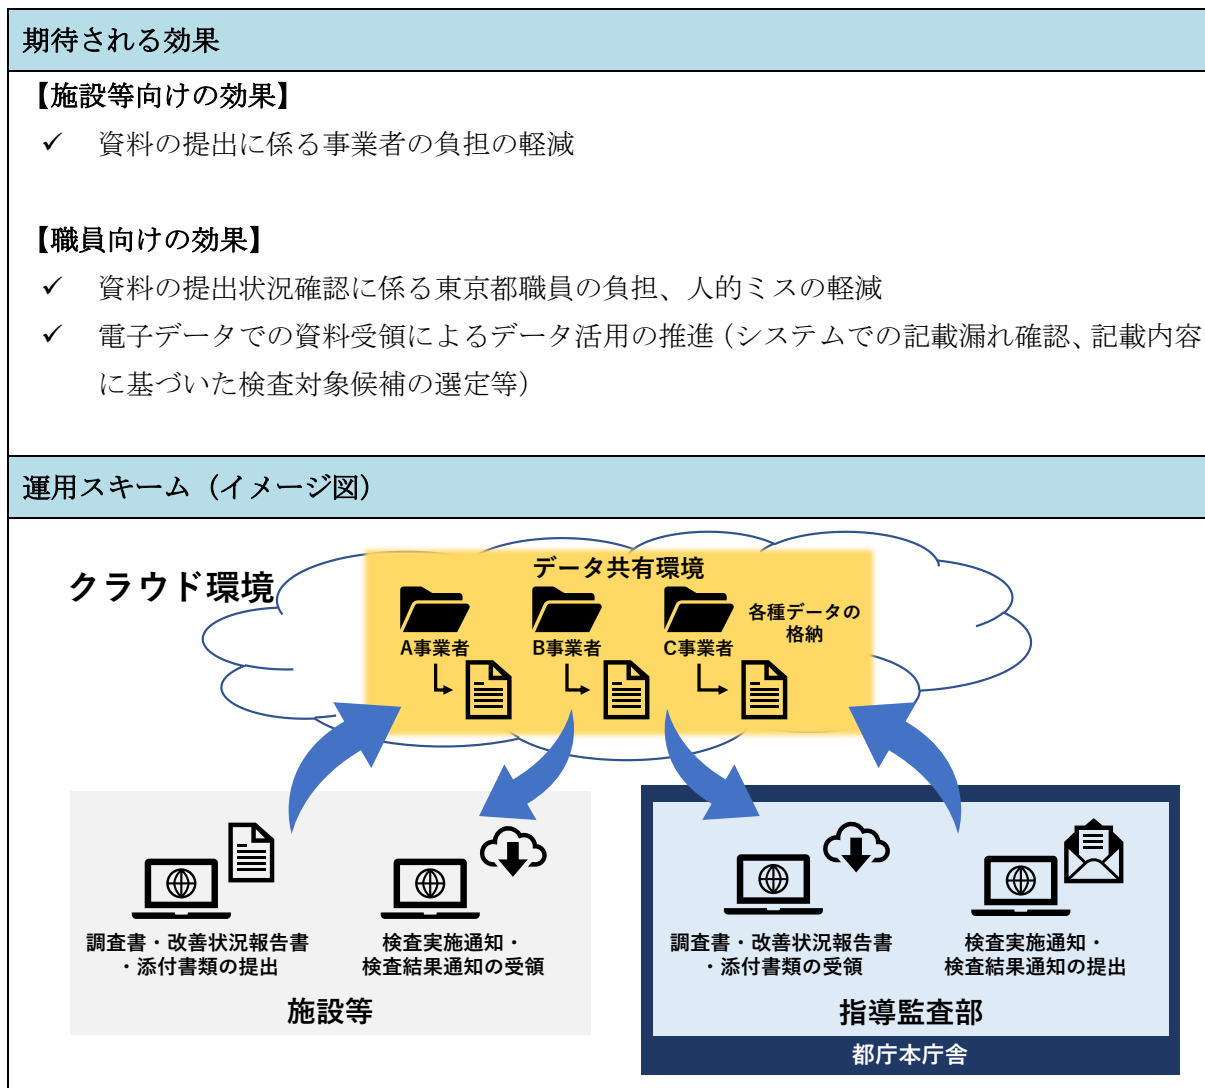 期待される効果
【施設等向けの効果】
✓ 資料の提出に係る事業者の負担の軽減
【職員向けの効果】
✓ 資料の提出状況確認に係る東京都職員の負担、人的ミスの軽減
✓ 電子データでの資料受領によるデータ活用の推進（システムでの記載漏れ確認、記載内容
に基づいた検査対象候補の選定等）
運用スキーム（イメージ図）
クラウド環境
データ共有環境
A事業者
B事業者
C事業者
各種データの
格納
調査書・改善状況報告書
・添付書類の提出
検査実施通知・
検査結果通知の受領
施設等
調査書・改善状況報告書
・添付書類の受領
検査実施通知・
検査結果通知の提出
指導監査部
都庁本庁舎